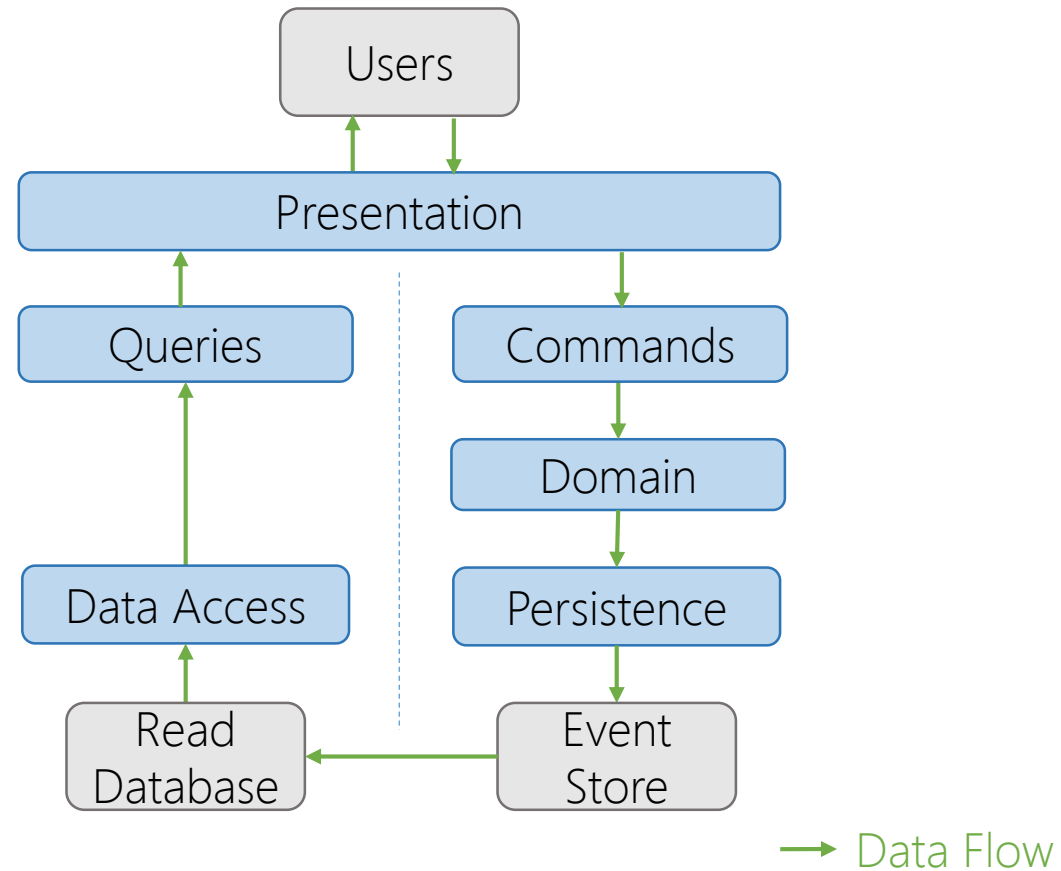 Users
Presentation
Queries
Commands
Domain
Data Access
Persistence
Read
Database
Event
Store
Data Flow